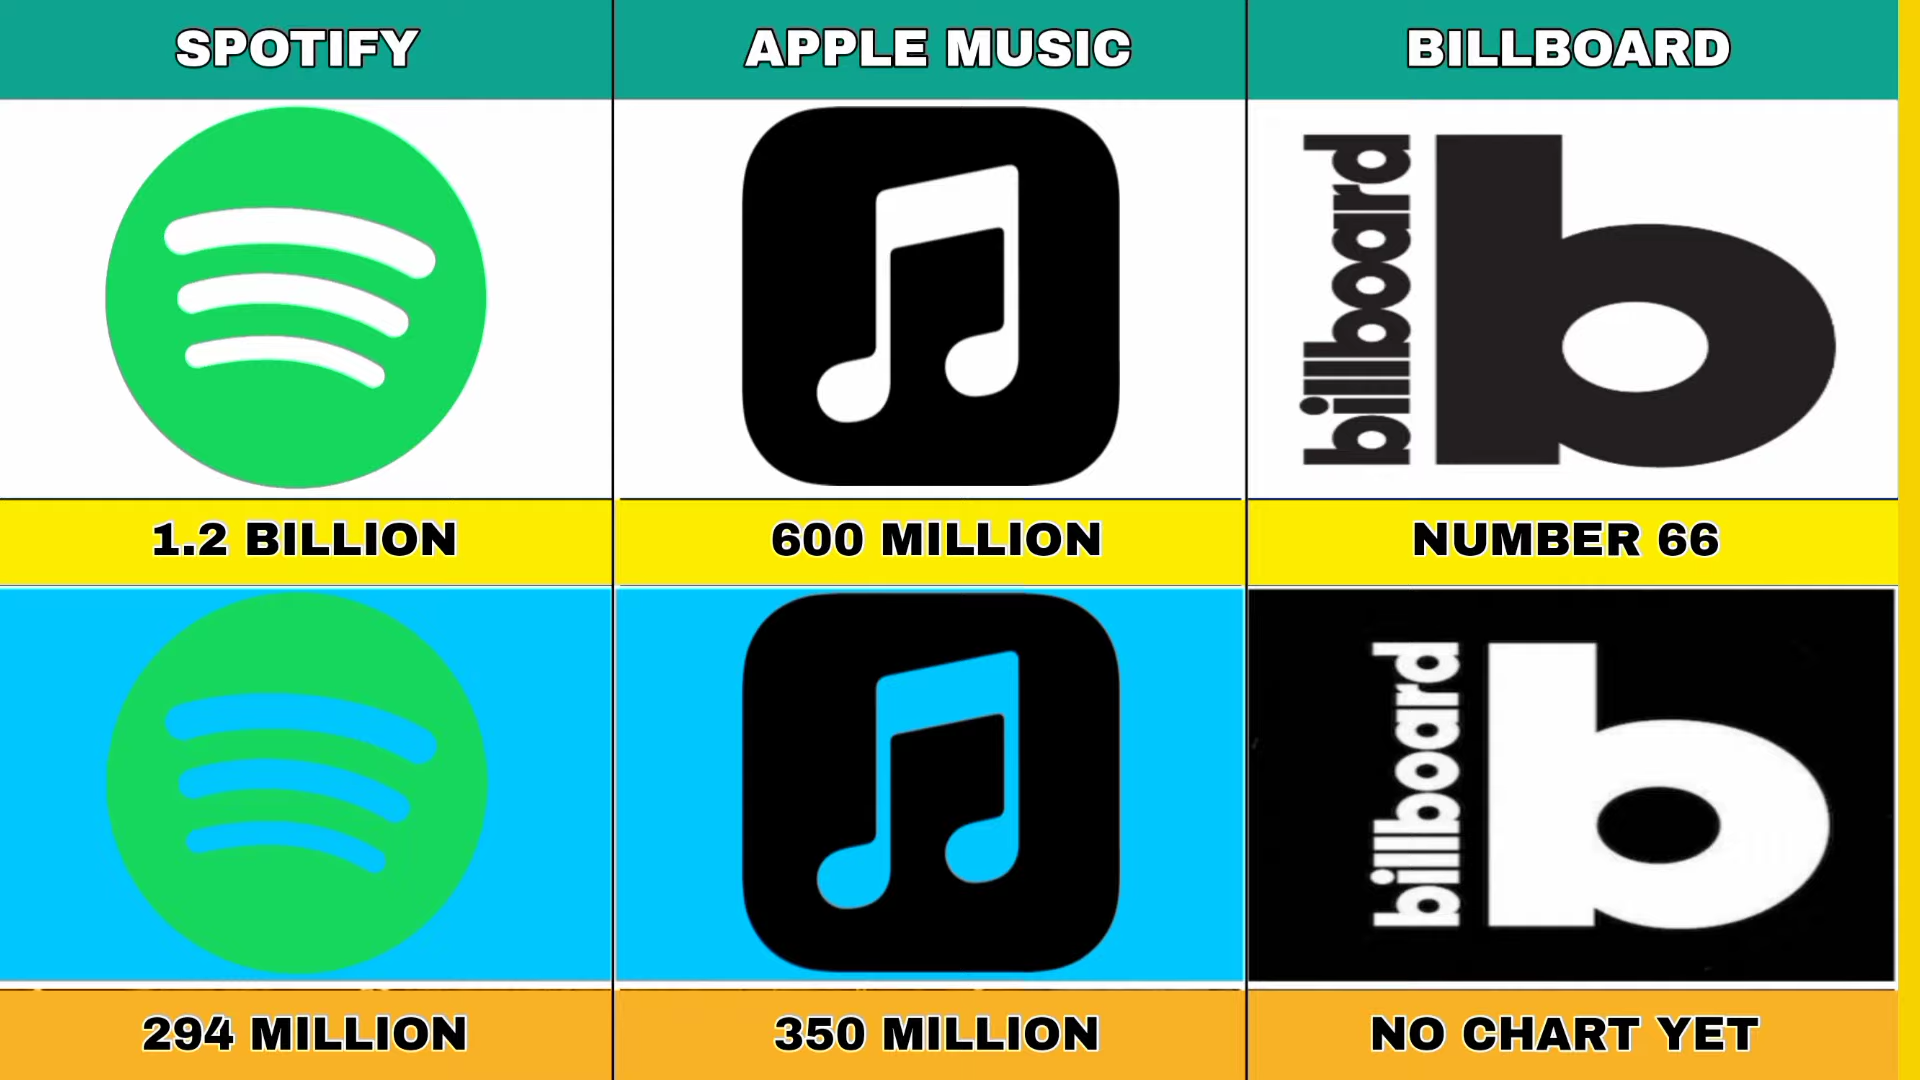 SPOTIFY
APPLE MUSIC
BILLBOARD
billboard
1.2 BILLION
600 MILLION
NUMBER 66
billboard
294 MILLION
350 MILLION
NO CHART YET